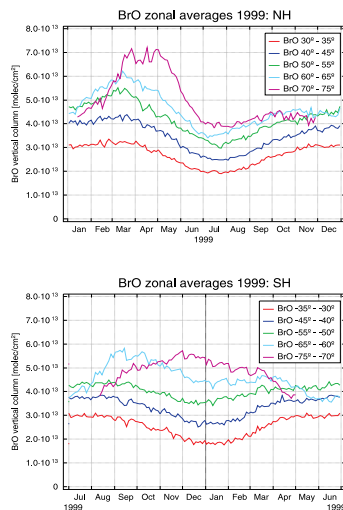 BrO zonal averages 1999: NH
BrO vertical column [molec/cm²]
8.0·10¹³
7.0·10¹³
6.0·10¹³
5.0·10¹³
4.0·10¹³
3.0·10¹³
2.0·10¹³
1.0·10¹³
0
BrO 30º - 35º
BrO 40º - 45º
BrO 50º - 55º
BrO 60º - 65º
BrO 70º - 75º
Jan Feb Mar Apr May Jun Jul Aug Sep Oct Nov Dec
1999
BrO zonal averages 1999: SH
BrO vertical column [molec/cm²]
8.0·10¹³
7.0·10¹³
6.0·10¹³
5.0·10¹³
4.0·10¹³
3.0·10¹³
2.0·10¹³
1.0·10¹³
0
BrO -35º - -30º
BrO -45º - -40º
BrO -55º - -50º
BrO -65º - -60º
BrO -75º - -70º
Jul Aug Sep Oct Nov Dec Jan Feb Mar Apr May Jun
1999 1999